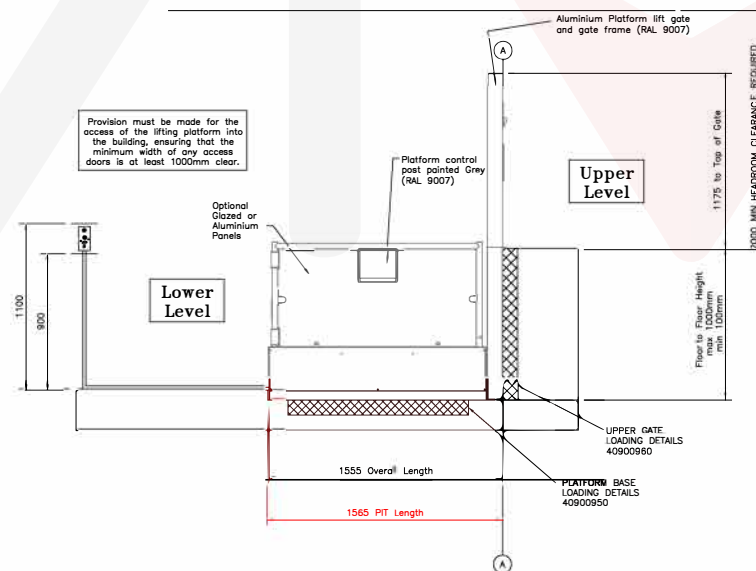 Aluminium Platform lift gate
and gate frame (RAL 9007)
A
Provision must be made for the
access of the lifting platform into
the building, ensuring that the
minimum width of any access
doors is at least 1000mm clear.
Platform control
post painted Grey
(RAL 9007)
Upper
Level
1175 to Top of Gate
2000 MIN HEADROOM CLEARANCE REQUIRED
Optional
Glazed or
Aluminium
Panels
Lower
Level
1100
900
Floor to Floor Height
max 1000mm
min 100mm
UPPER GATE
LOADING DETAILS
40900960
1555 Overall Length
PLATFORM BASE
LOADING DETAILS
40900950
1565 PIT Length
A